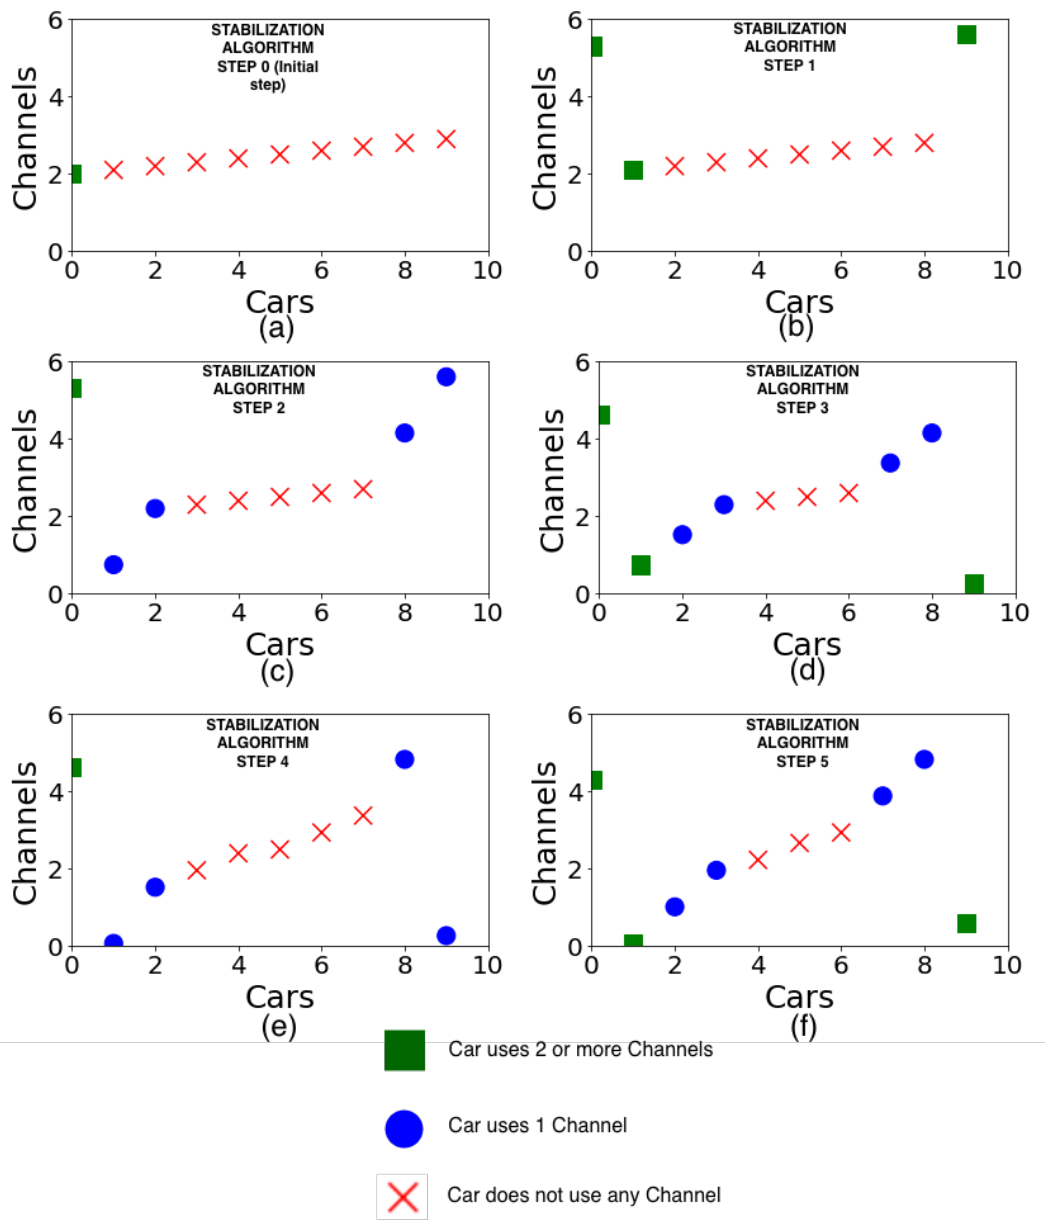 STABILIZATION
ALGORITHM
STEP 0 (Initial
step)
Channels
6
4
2
0
0 2 4 6 8 10
Cars
(a)
STABILIZATION
ALGORITHM
STEP 1
Channels
6
4
2
0
0 2 4 6 8 10
Cars
(b)
STABILIZATION
ALGORITHM
STEP 2
Channels
6
4
2
0
0 2 4 6 8 10
Cars
(c)
STABILIZATION
ALGORITHM
STEP 3
Channels
6
4
2
0
0 2 4 6 8 10
Cars
(d)
STABILIZATION
ALGORITHM
STEP 4
Channels
6
4
2
0
0 2 4 6 8 10
Cars
(e)
STABILIZATION
ALGORITHM
STEP 5
Channels
6
4
2
0
0 2 4 6 8 10
Cars
(f)
Car uses 2 or more Channels
Car uses 1 Channel
Car does not use any Channel